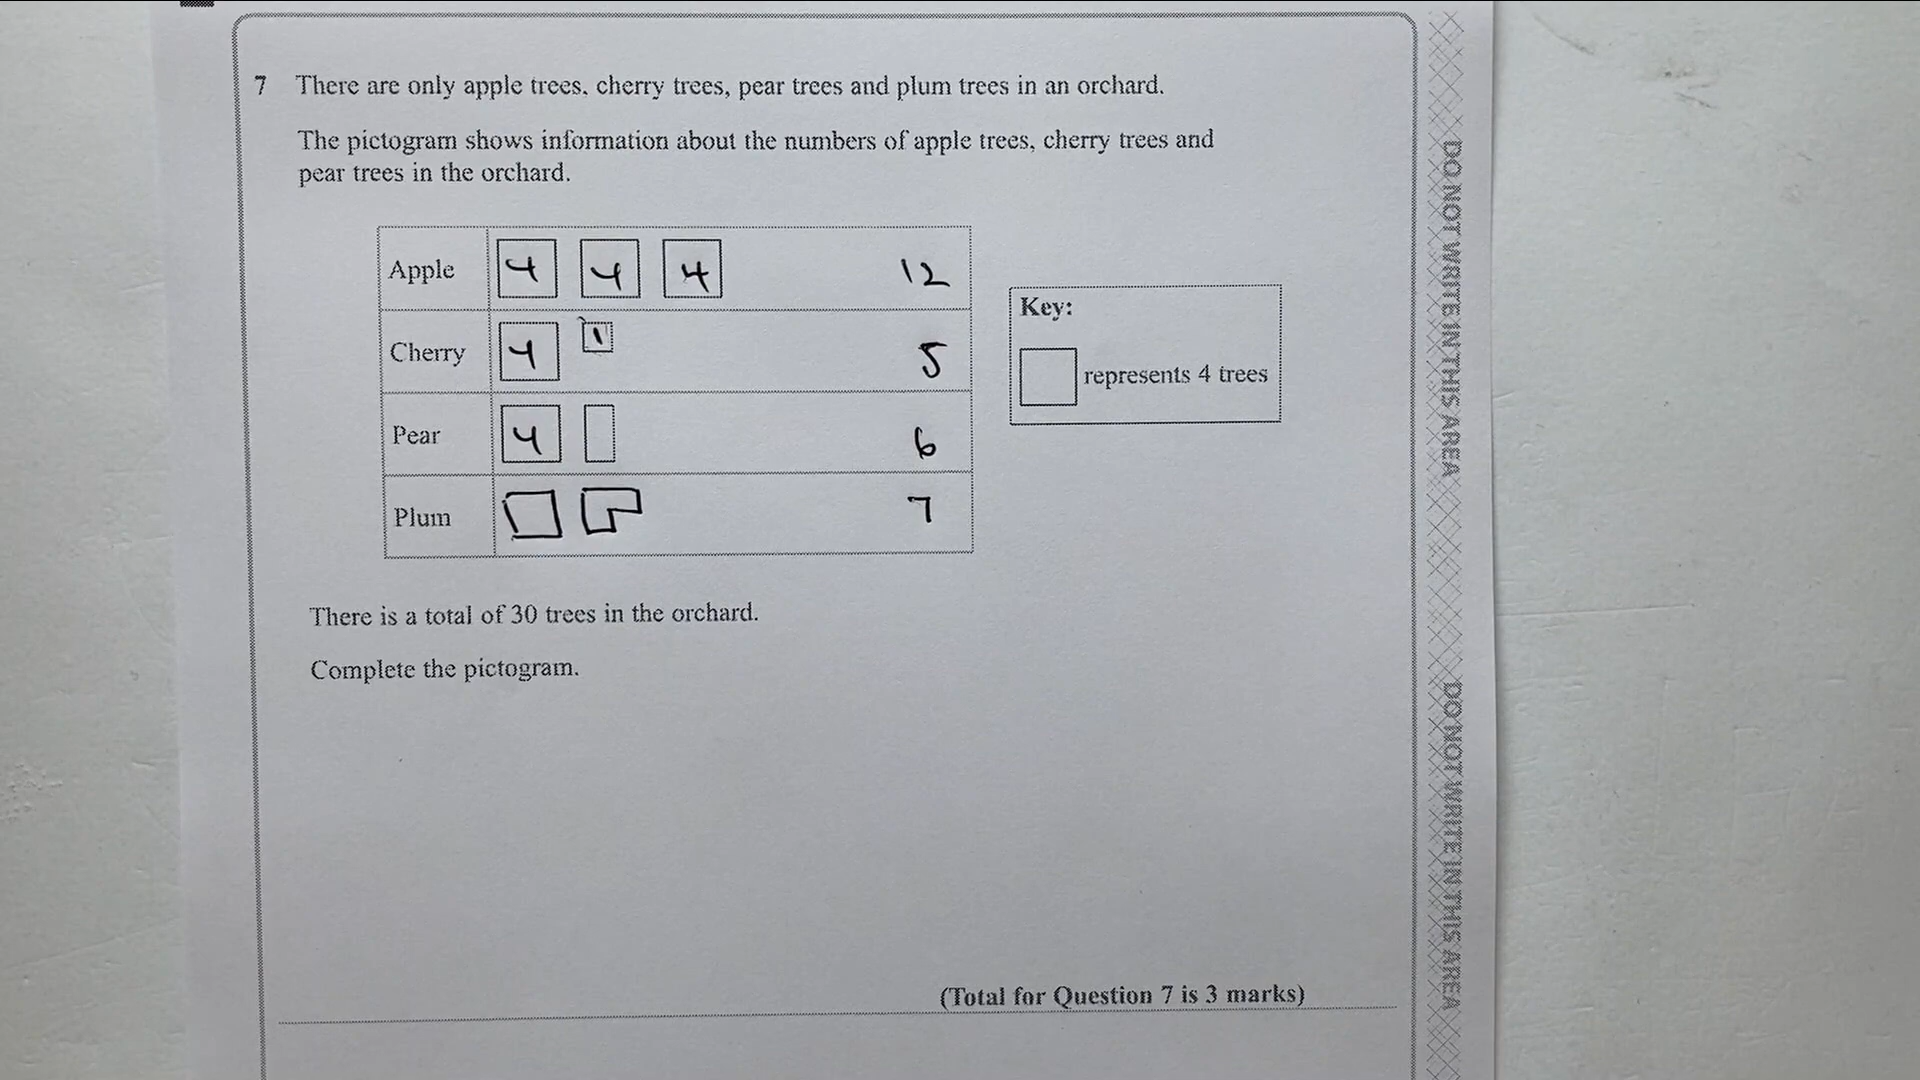 7 There are only apple trees, cherry trees, pear trees and plum trees in an orchard.
The pictogram shows information about the numbers of apple trees, cherry trees and
pear trees in the orchard.
Apple 4 4 4 12
Cherry 4 1 5
Pear 4 6
Plum 7
Key:
represents 4 trees
There is a total of 30 trees in the orchard.
Complete the pictogram.
(Total for Question 7 is 3 marks)
DO NOT WRITE IN THIS AREA
DO NOT WRITE IN THIS AREA